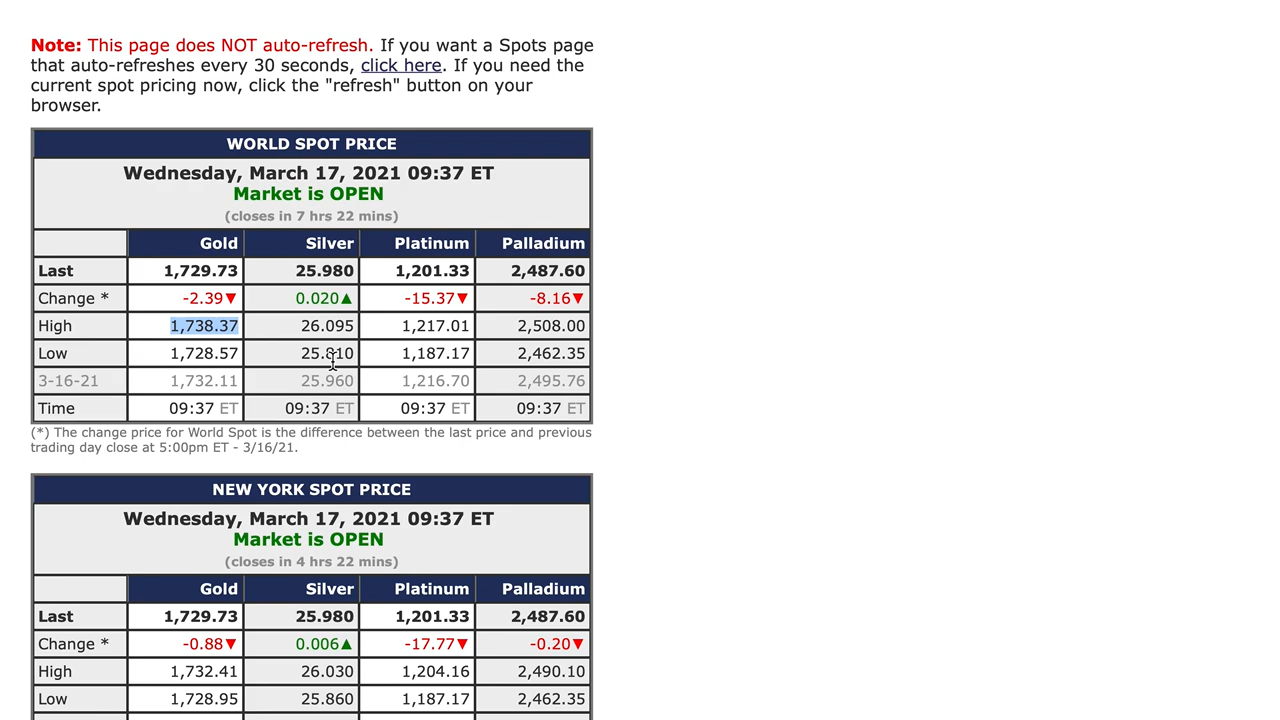 Note: This page does NOT auto-refresh. If you want a Spots page
that auto-refreshes every 30 seconds, click here. If you need the
current spot pricing now, click the "refresh" button on your
browser.
WORLD SPOT PRICE
Wednesday, March 17, 2021 09:37 ET
Market is OPEN
(closes in 7 hrs 22 mins)
Gold Silver Platinum Palladium
Last 1,729.73 25.980 1,201.33 2,487.60
Change * -2.39▼ 0.020▲ -15.37▼ -8.16▼
High 1,738.37 26.095 1,217.01 2,508.00
Low 1,728.57 25.810 1,187.17 2,462.35
3-16-21 1,732.11 25.960 1,216.70 2,495.76
Time 09:37 ET 09:37 ET 09:37 ET 09:37 ET
(*) The change price for World Spot is the difference between the last price and previous
trading day close at 5:00pm ET - 3/16/21.
NEW YORK SPOT PRICE
Wednesday, March 17, 2021 09:37 ET
Market is OPEN
(closes in 4 hrs 22 mins)
Gold Silver Platinum Palladium
Last 1,729.73 25.980 1,201.33 2,487.60
Change * -0.88▼ 0.006▲ -17.77▼ -0.20▼
High 1,732.41 26.030 1,204.16 2,490.10
Low 1,728.95 25.860 1,187.17 2,462.35